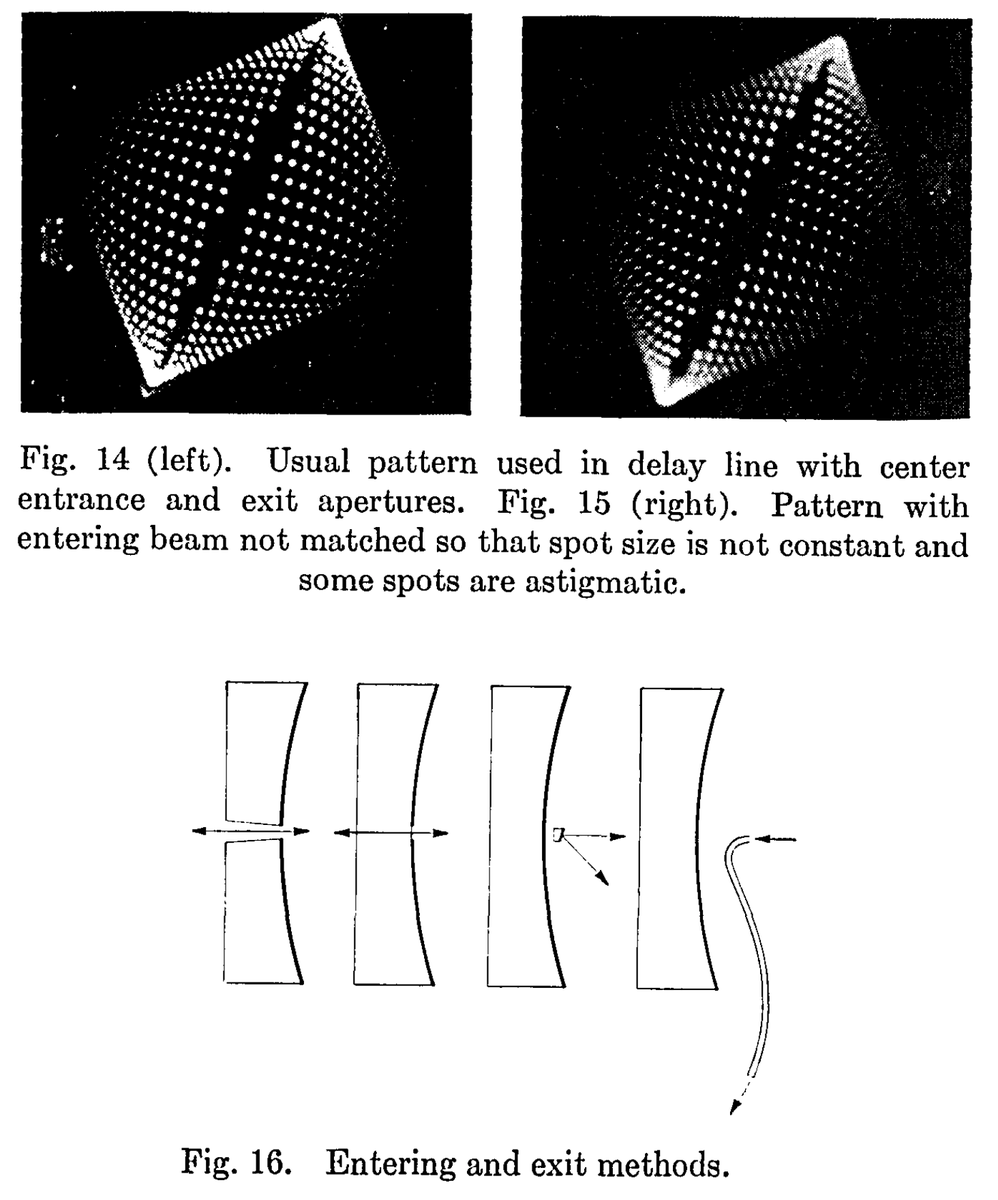 Fig. 14 (left). Usual pattern used in delay line with center
entrance and exit apertures. Fig. 15 (right). Pattern with
entering beam not matched so that spot size is not constant and
some spots are astigmatic.
Fig. 16. Entering and exit methods.